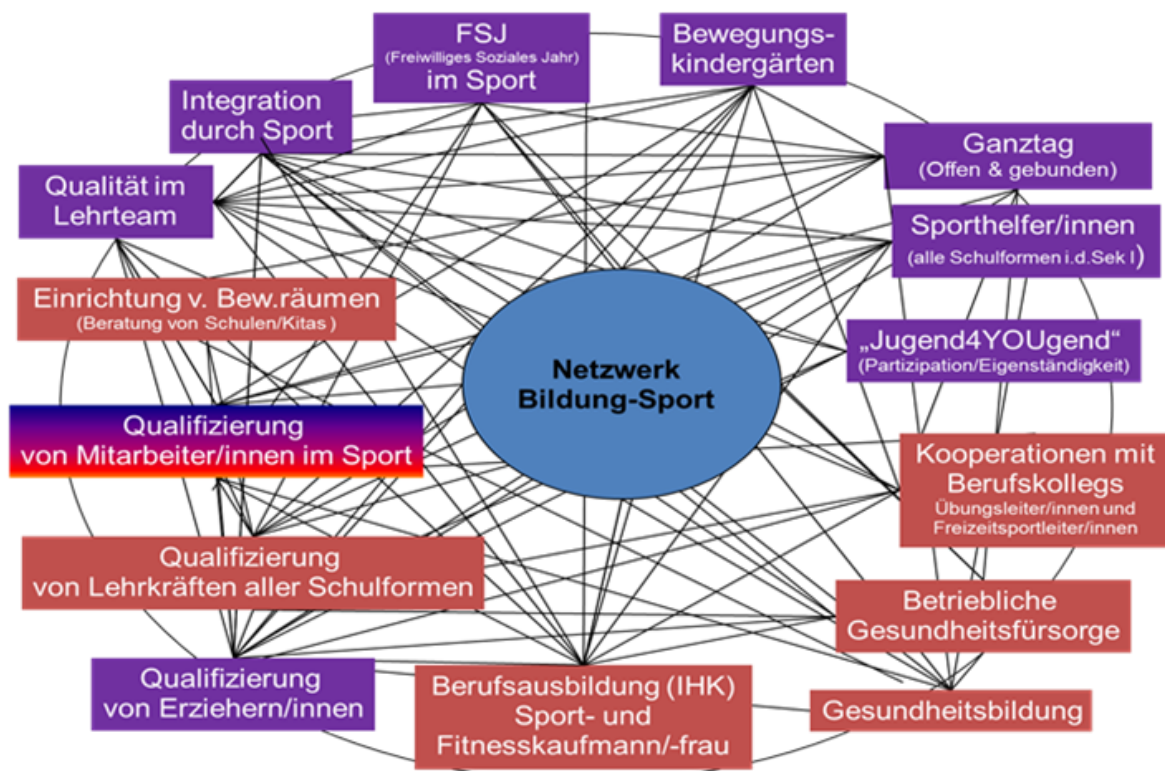 FSJ
(Freiwilliges Soziales Jahr)
im Sport
Bewegungs-
kindergärten
Integration
durch Sport
Ganztag
(Offen & gebunden)
Qualität im
Lehrteam
Sporthelfer/innen
(alle Schulformen i.d.Sek I)
Einrichtung v. Bew.räumen
(Beratung von Schulen/Kitas )
„Jugend4YOUgend“
(Partizipation/Eigenständigkeit)
Netzwerk
Bildung-Sport
Qualifizierung
von Mitarbeiter/innen im Sport
Kooperationen mit
Berufskollegs
Übungsleiter/innen und
Freizeitsportleiter/innen
Qualifizierung
von Lehrkräften aller Schulformen
Betriebliche
Gesundheitsfürsorge
Qualifizierung
von Erziehern/innen
Berufsausbildung (IHK)
Sport- und
Fitnesskaufmann/-frau
Gesundheitsbildung